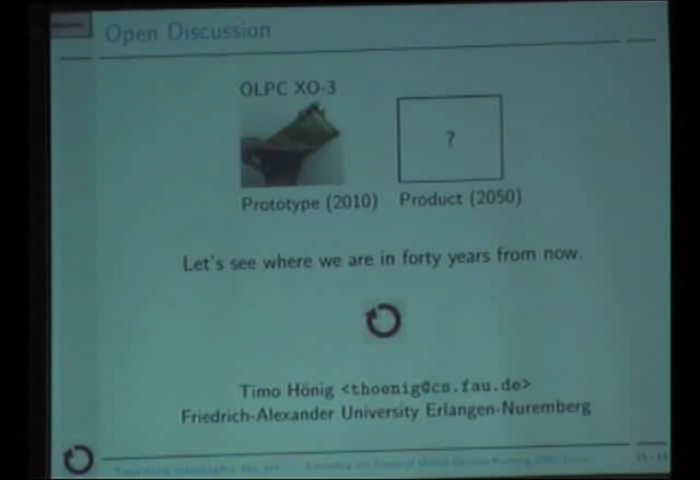 Open Discussion
OLPC XO-3
?
Prototype (2010) Product (2050)
Let's see where we are in forty years from now.
Timo Hönig <thoenig@cs.fau.de>
Friedrich-Alexander University Erlangen-Nuremberg